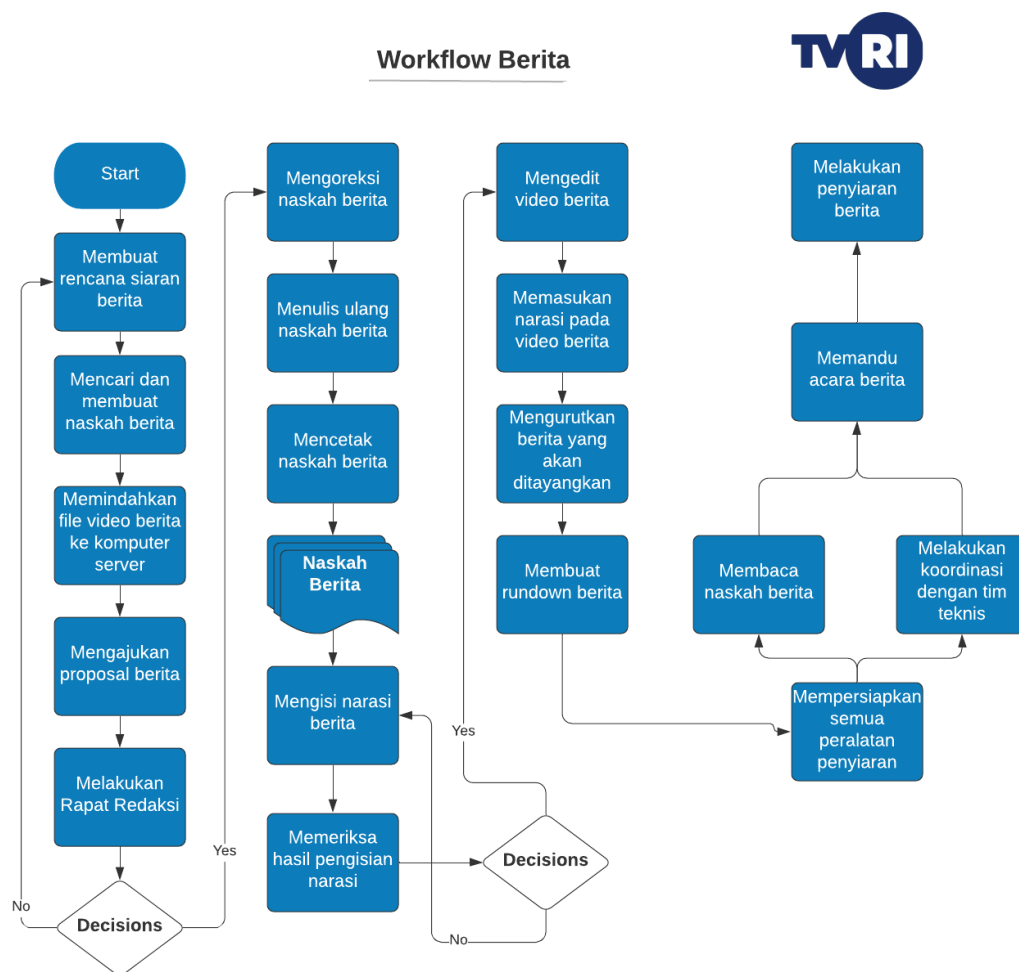 Workflow Berita
TVRI
Start
Membuat
rencana siaran
berita
Mencari dan
membuat
naskah berita
Memindahkan
file video berita
ke komputer
server
Mengajukan
proposal berita
Melakukan
Rapat Redaksi
Decisions
No
Yes
Mengoreksi
naskah berita
Menulis ulang
naskah berita
Mencetak
naskah berita
Naskah
Berita
Mengisi narasi
berita
Memeriksa
hasil pengisian
narasi
Decisions
No
Yes
Mengedit
video berita
Memasukan
narasi pada
video berita
Mengurutkan
berita yang
akan
ditayangkan
Membuat
rundown berita
Mempersiapkan
semua
peralatan
penyiaran
Membaca
naskah berita
Melakukan
koordinasi
dengan tim
teknis
Memandu
acara berita
Melakukan
penyiaran
berita